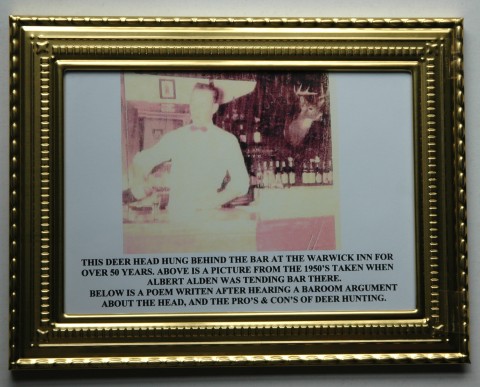 THIS DEER HEAD HUNG BEHIND THE BAR AT THE WARWICK INN FOR
OVER 50 YEARS. ABOVE IS A PICTURE FROM THE 1950'S TAKEN WHEN
ALBERT ALDEN WAS TENDING BAR THERE.
BELOW IS A POEM WRITEN AFTER HEARING A BAROOM ARGUMENT
ABOUT THE HEAD, AND THE PRO'S & CON'S OF DEER HUNTING.